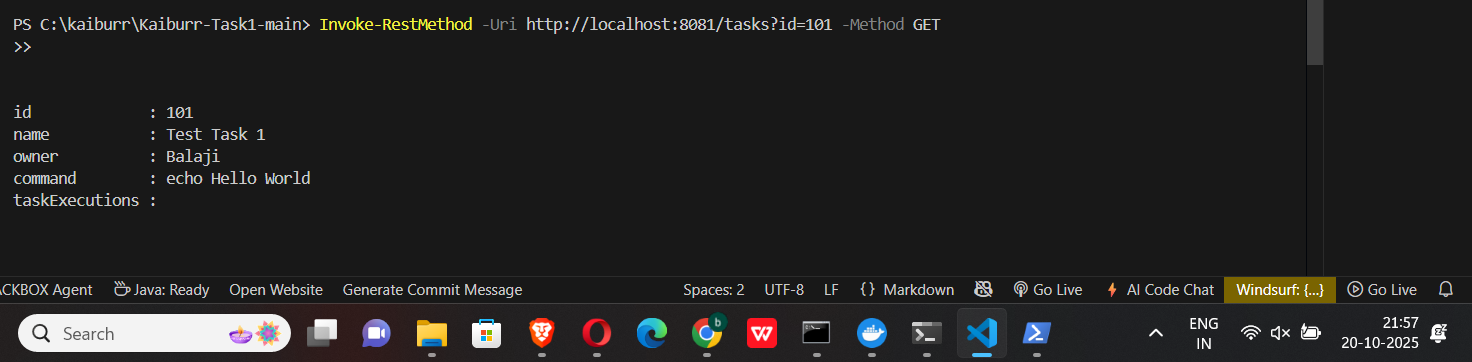 PS C:\kaiburr\Kaiburr-Task1-main> Invoke-RestMethod -Uri http://localhost:8081/tasks?id=101 -Method GET
>>
id             : 101
name           : Test Task 1
owner          : Balaji
command        : echo Hello World
taskExecutions :
ACKBOX Agent Java: Ready Open Website Generate Commit Message Spaces: 2 UTF-8 LF {} Markdown Go Live AI Code Chat Windsurf: {...} Go Live
Search ENG 21:57
IN 20-10-2025